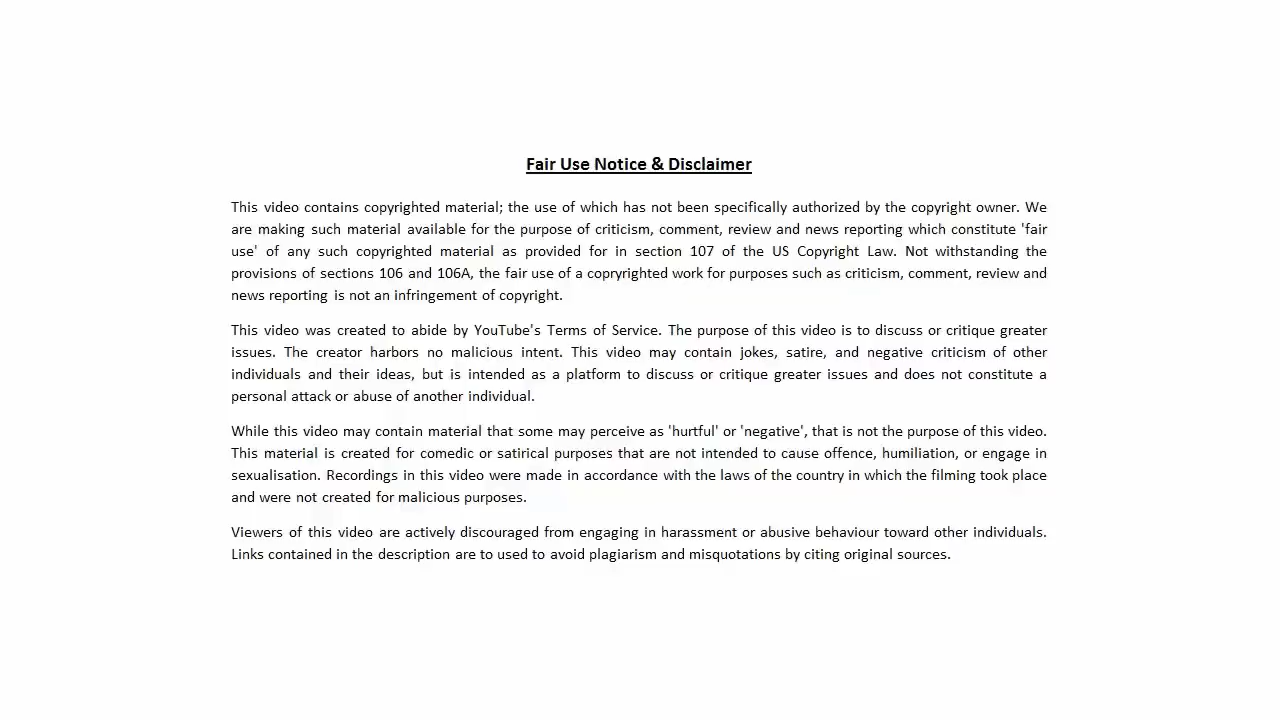 Fair Use Notice & Disclaimer
This video contains copyrighted material; the use of which has not been specifically authorized by the copyright owner. We
are making such material available for the purpose of criticism, comment, review and news reporting which constitute 'fair
use' of any such copyrighted material as provided for in section 107 of the US Copyright Law. Not withstanding the
provisions of sections 106 and 106A, the fair use of a copryrighted work for purposes such as criticism, comment, review and
news reporting is not an infringement of copyright.
This video was created to abide by YouTube's Terms of Service. The purpose of this video is to discuss or critique greater
issues. The creator harbors no malicious intent. This video may contain jokes, satire, and negative criticism of other
individuals and their ideas, but is intended as a platform to discuss or critique greater issues and does not constitute a
personal attack or abuse of another individual.
While this video may contain material that some may perceive as 'hurtful' or 'negative', that is not the purpose of this video.
This material is created for comedic or satirical purposes that are not intended to cause offence, humiliation, or engage in
sexualisation. Recordings in this video were made in accordance with the laws of the country in which the filming took place
and were not created for malicious purposes.
Viewers of this video are actively discouraged from engaging in harassment or abusive behaviour toward other individuals.
Links contained in the description are to used to avoid plagiarism and misquotations by citing original sources.